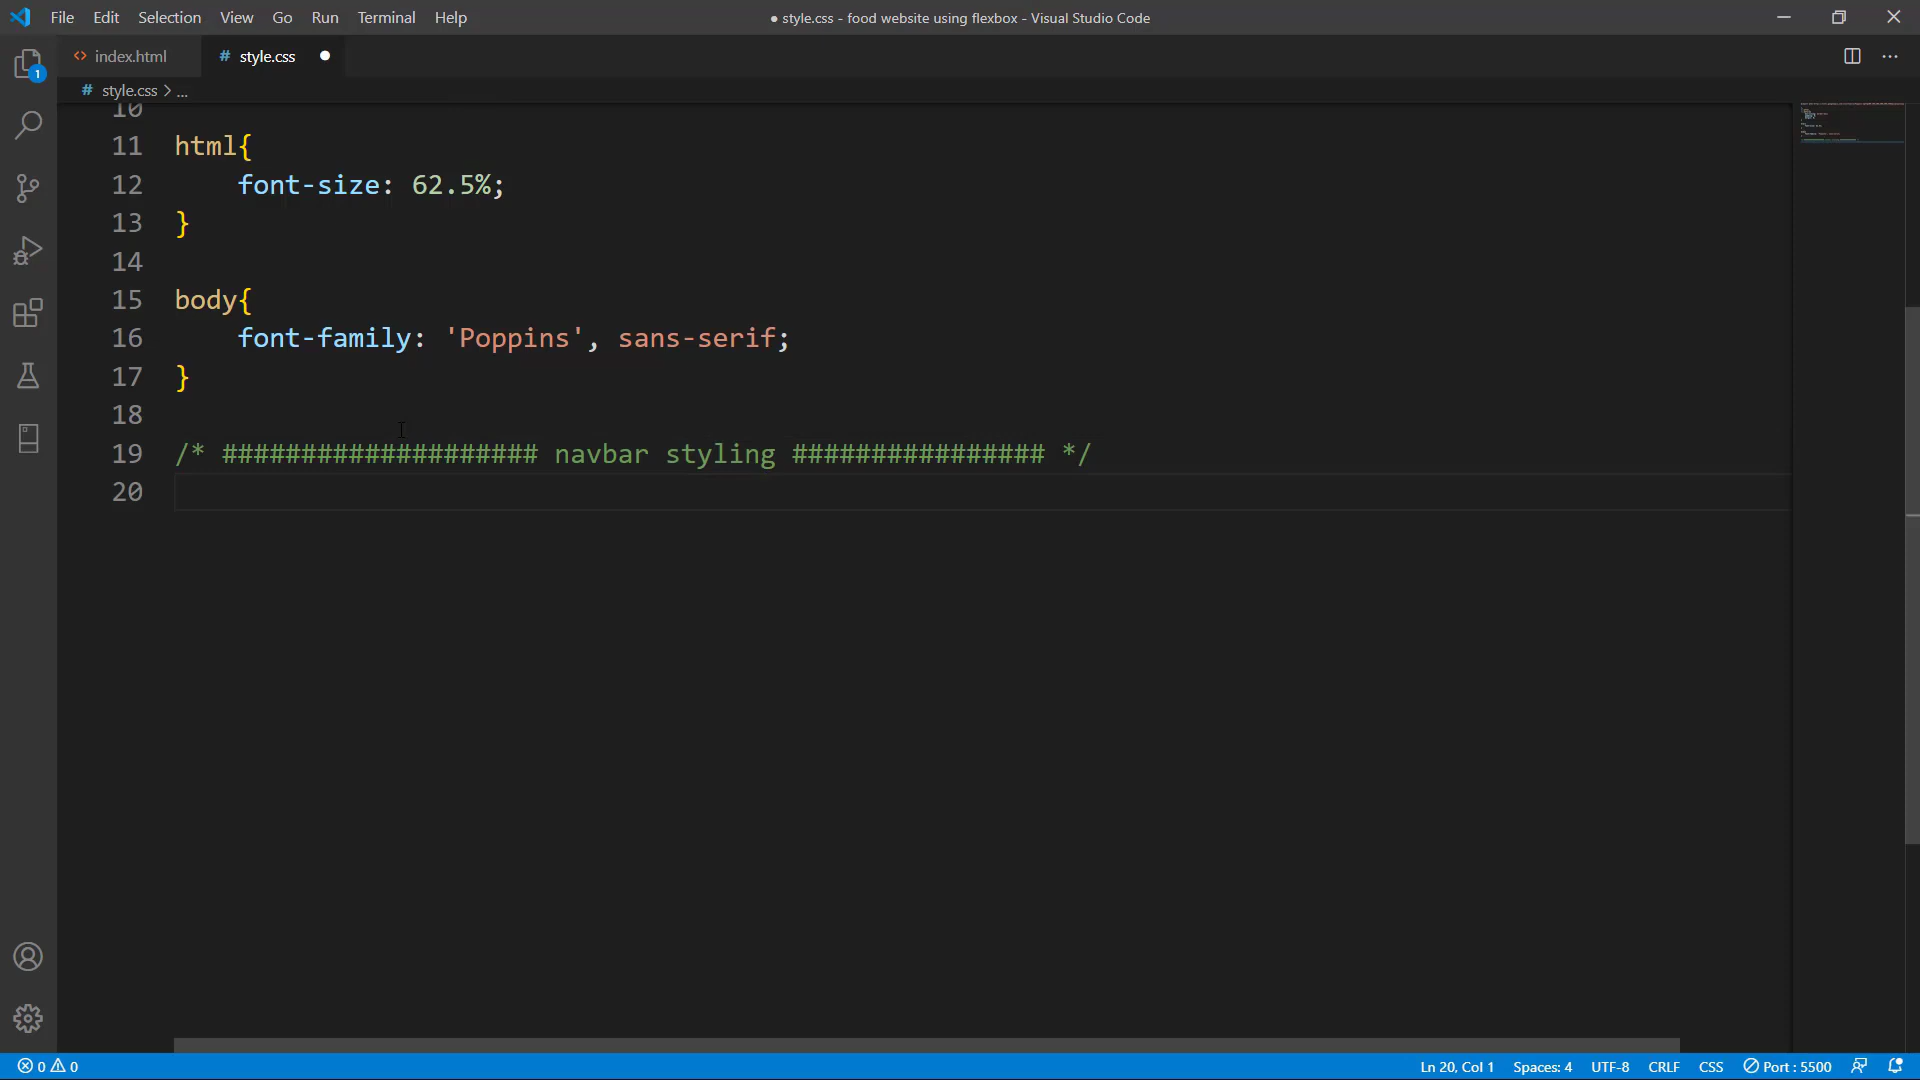 File Edit Selection View Go Run Terminal Help
● style.css - food website using flexbox - Visual Studio Code
<> index.html
# style.css ●
1
# style.css > ...
10
11 html{
12     font-size: 62.5%;
13 }
14
15 body{
16     font-family: 'Poppins', sans-serif;
17 }
18
19 /* #################### navbar styling ################ */
20
0 0
Ln 20, Col 1 Spaces: 4 UTF-8 CRLF CSS Port : 5500